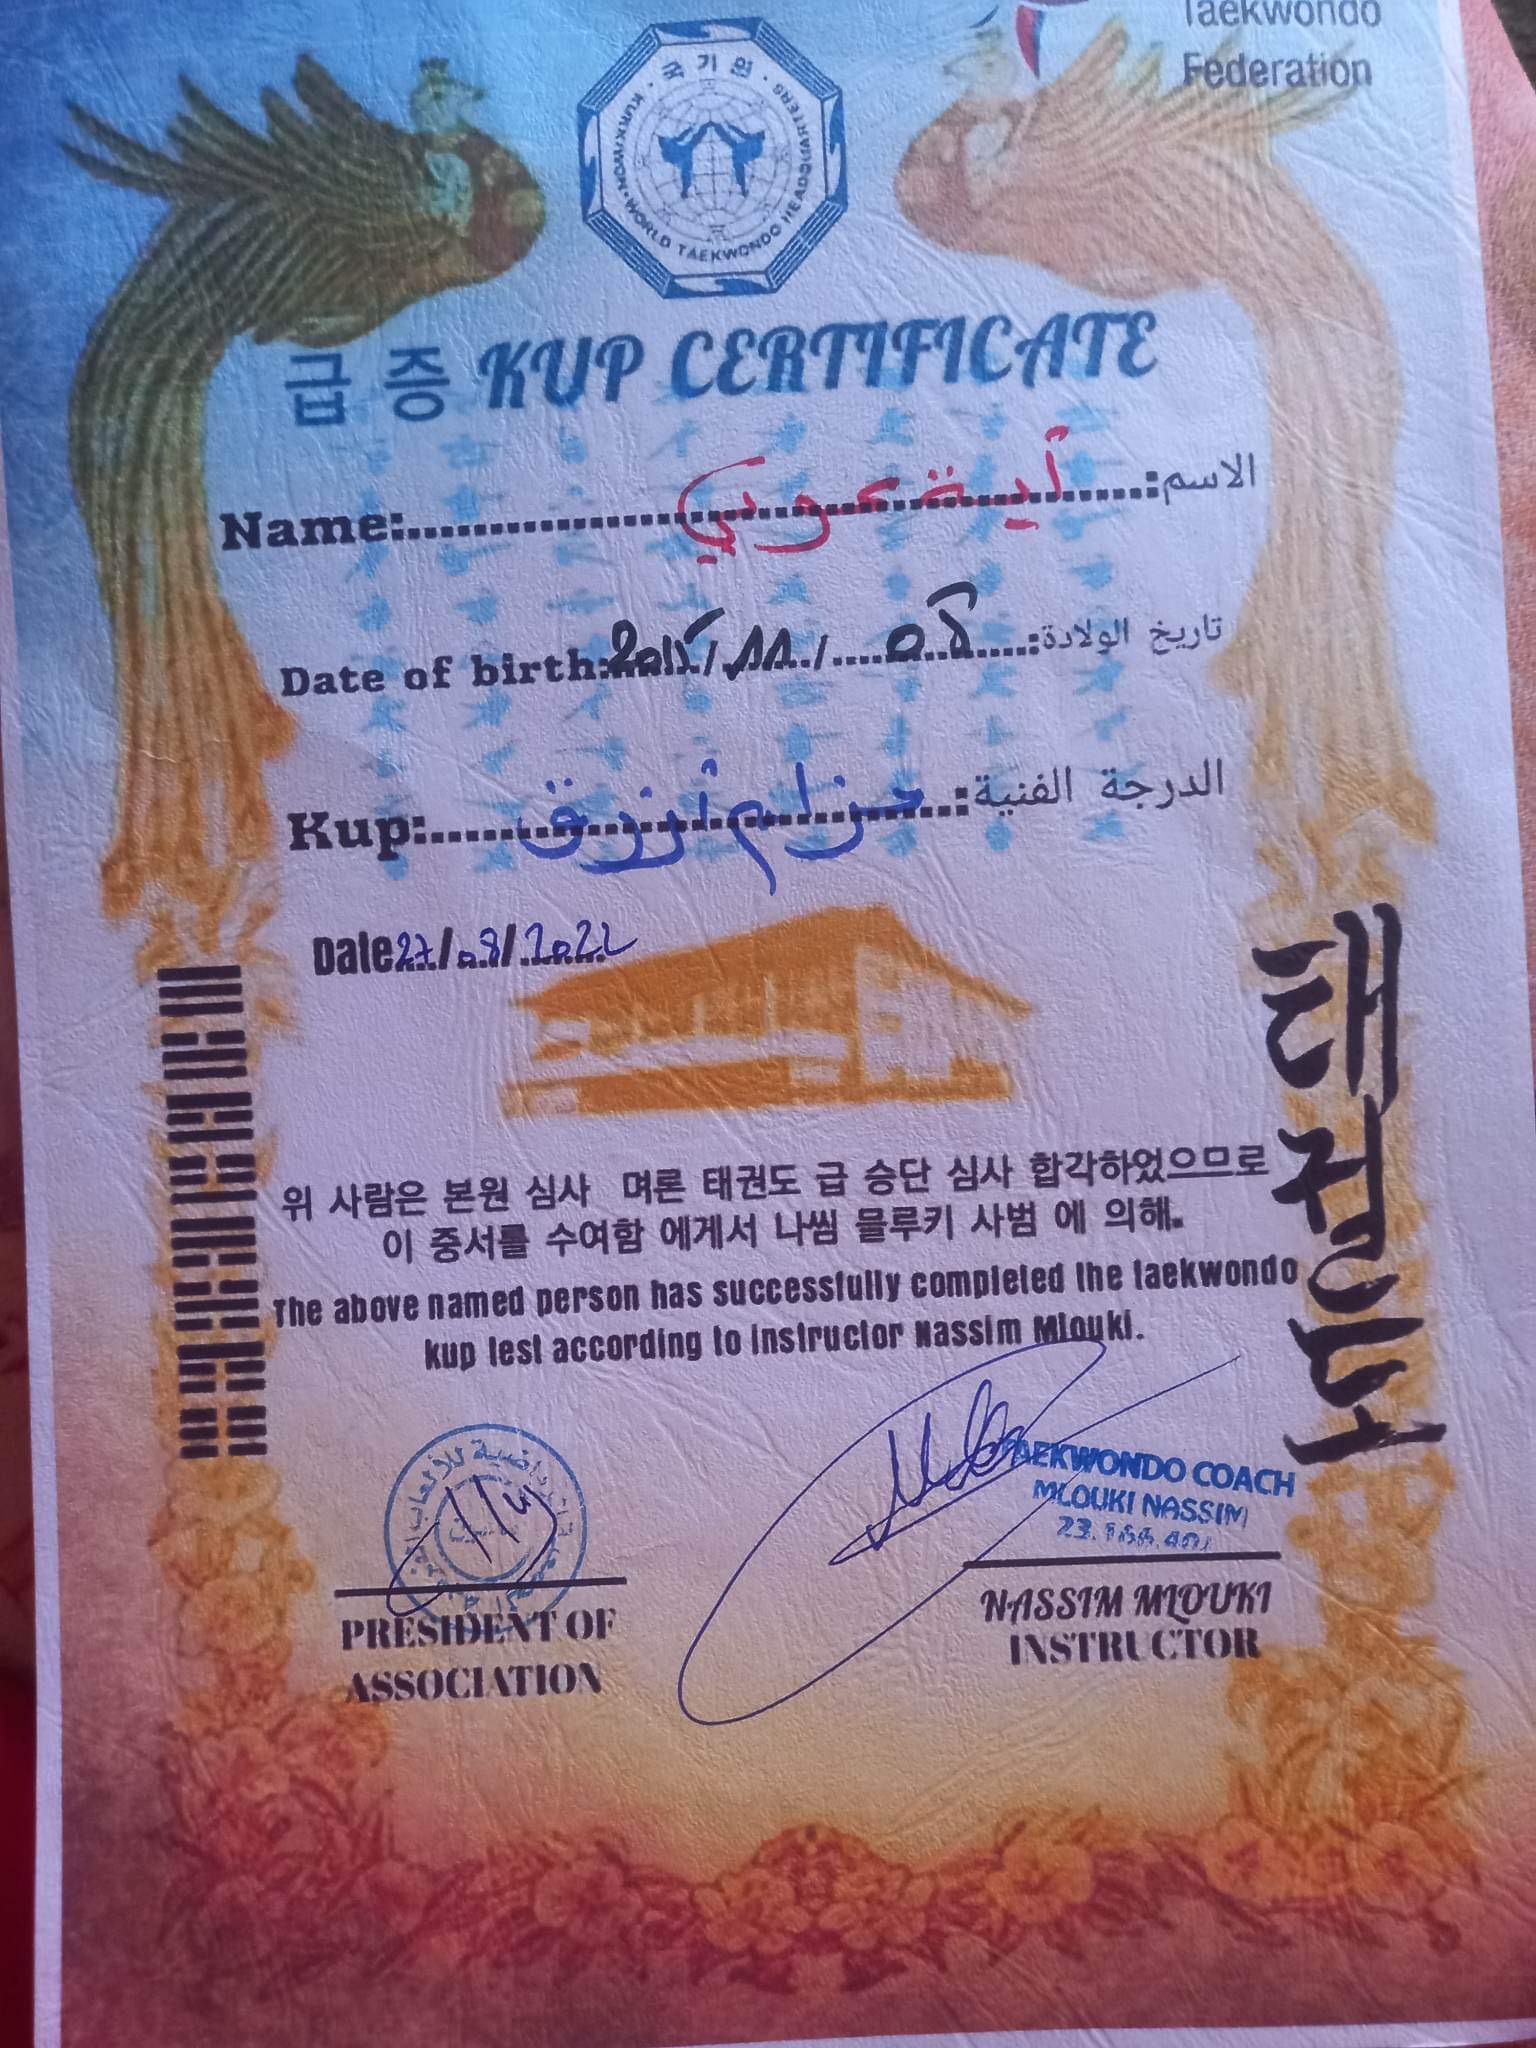 Taekwondo
Federation
국기원
KUKKIWON · WORLD TAEKWONDO HEADQUARTERS
급 증 KUP CERTIFICATE
Name: الاسم:
Date of birth: / 11 / 08 تاريخ الولادة:
Kup: حزام أزرق الدرجة الفنية:
Date 27/08/2022
태권도
위 사람은 본원 심사 며론 태권도 급 승단 심사 합각하었으므로
이 중서를 수여함 에게서 나씸 믈루키 사범 에 의해.
The above named person has successfully completed the taekwondo
kup test according to instructor Nassim Mlouki.
TAEKWONDO COACH
MLOUKI NASSIM
PRESIDENT OF
ASSOCIATION
NASSIM MLOUKI
INSTRUCTOR